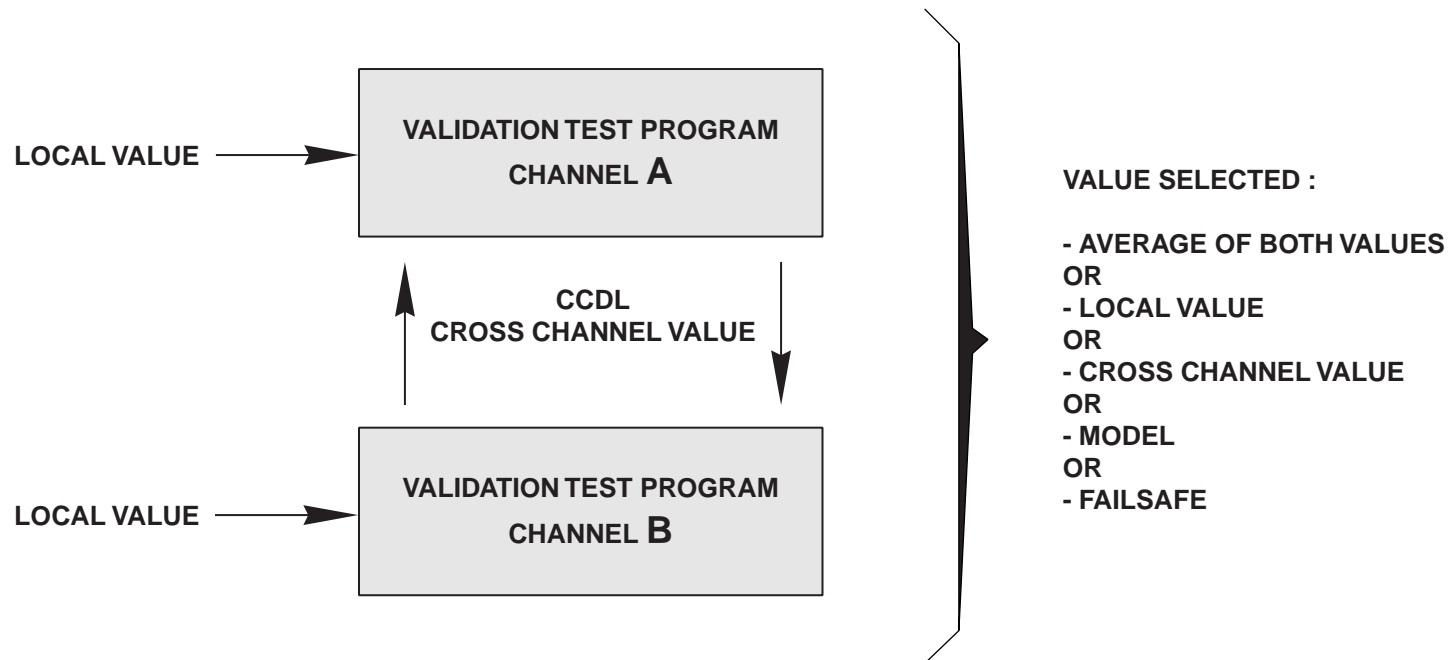 LOCAL VALUE
VALIDATION TEST PROGRAM
CHANNEL A
CCDL
CROSS CHANNEL VALUE
LOCAL VALUE
VALIDATION TEST PROGRAM
CHANNEL B
VALUE SELECTED :
- AVERAGE OF BOTH VALUES
OR
- LOCAL VALUE
OR
- CROSS CHANNEL VALUE
OR
- MODEL
OR
- FAILSAFE